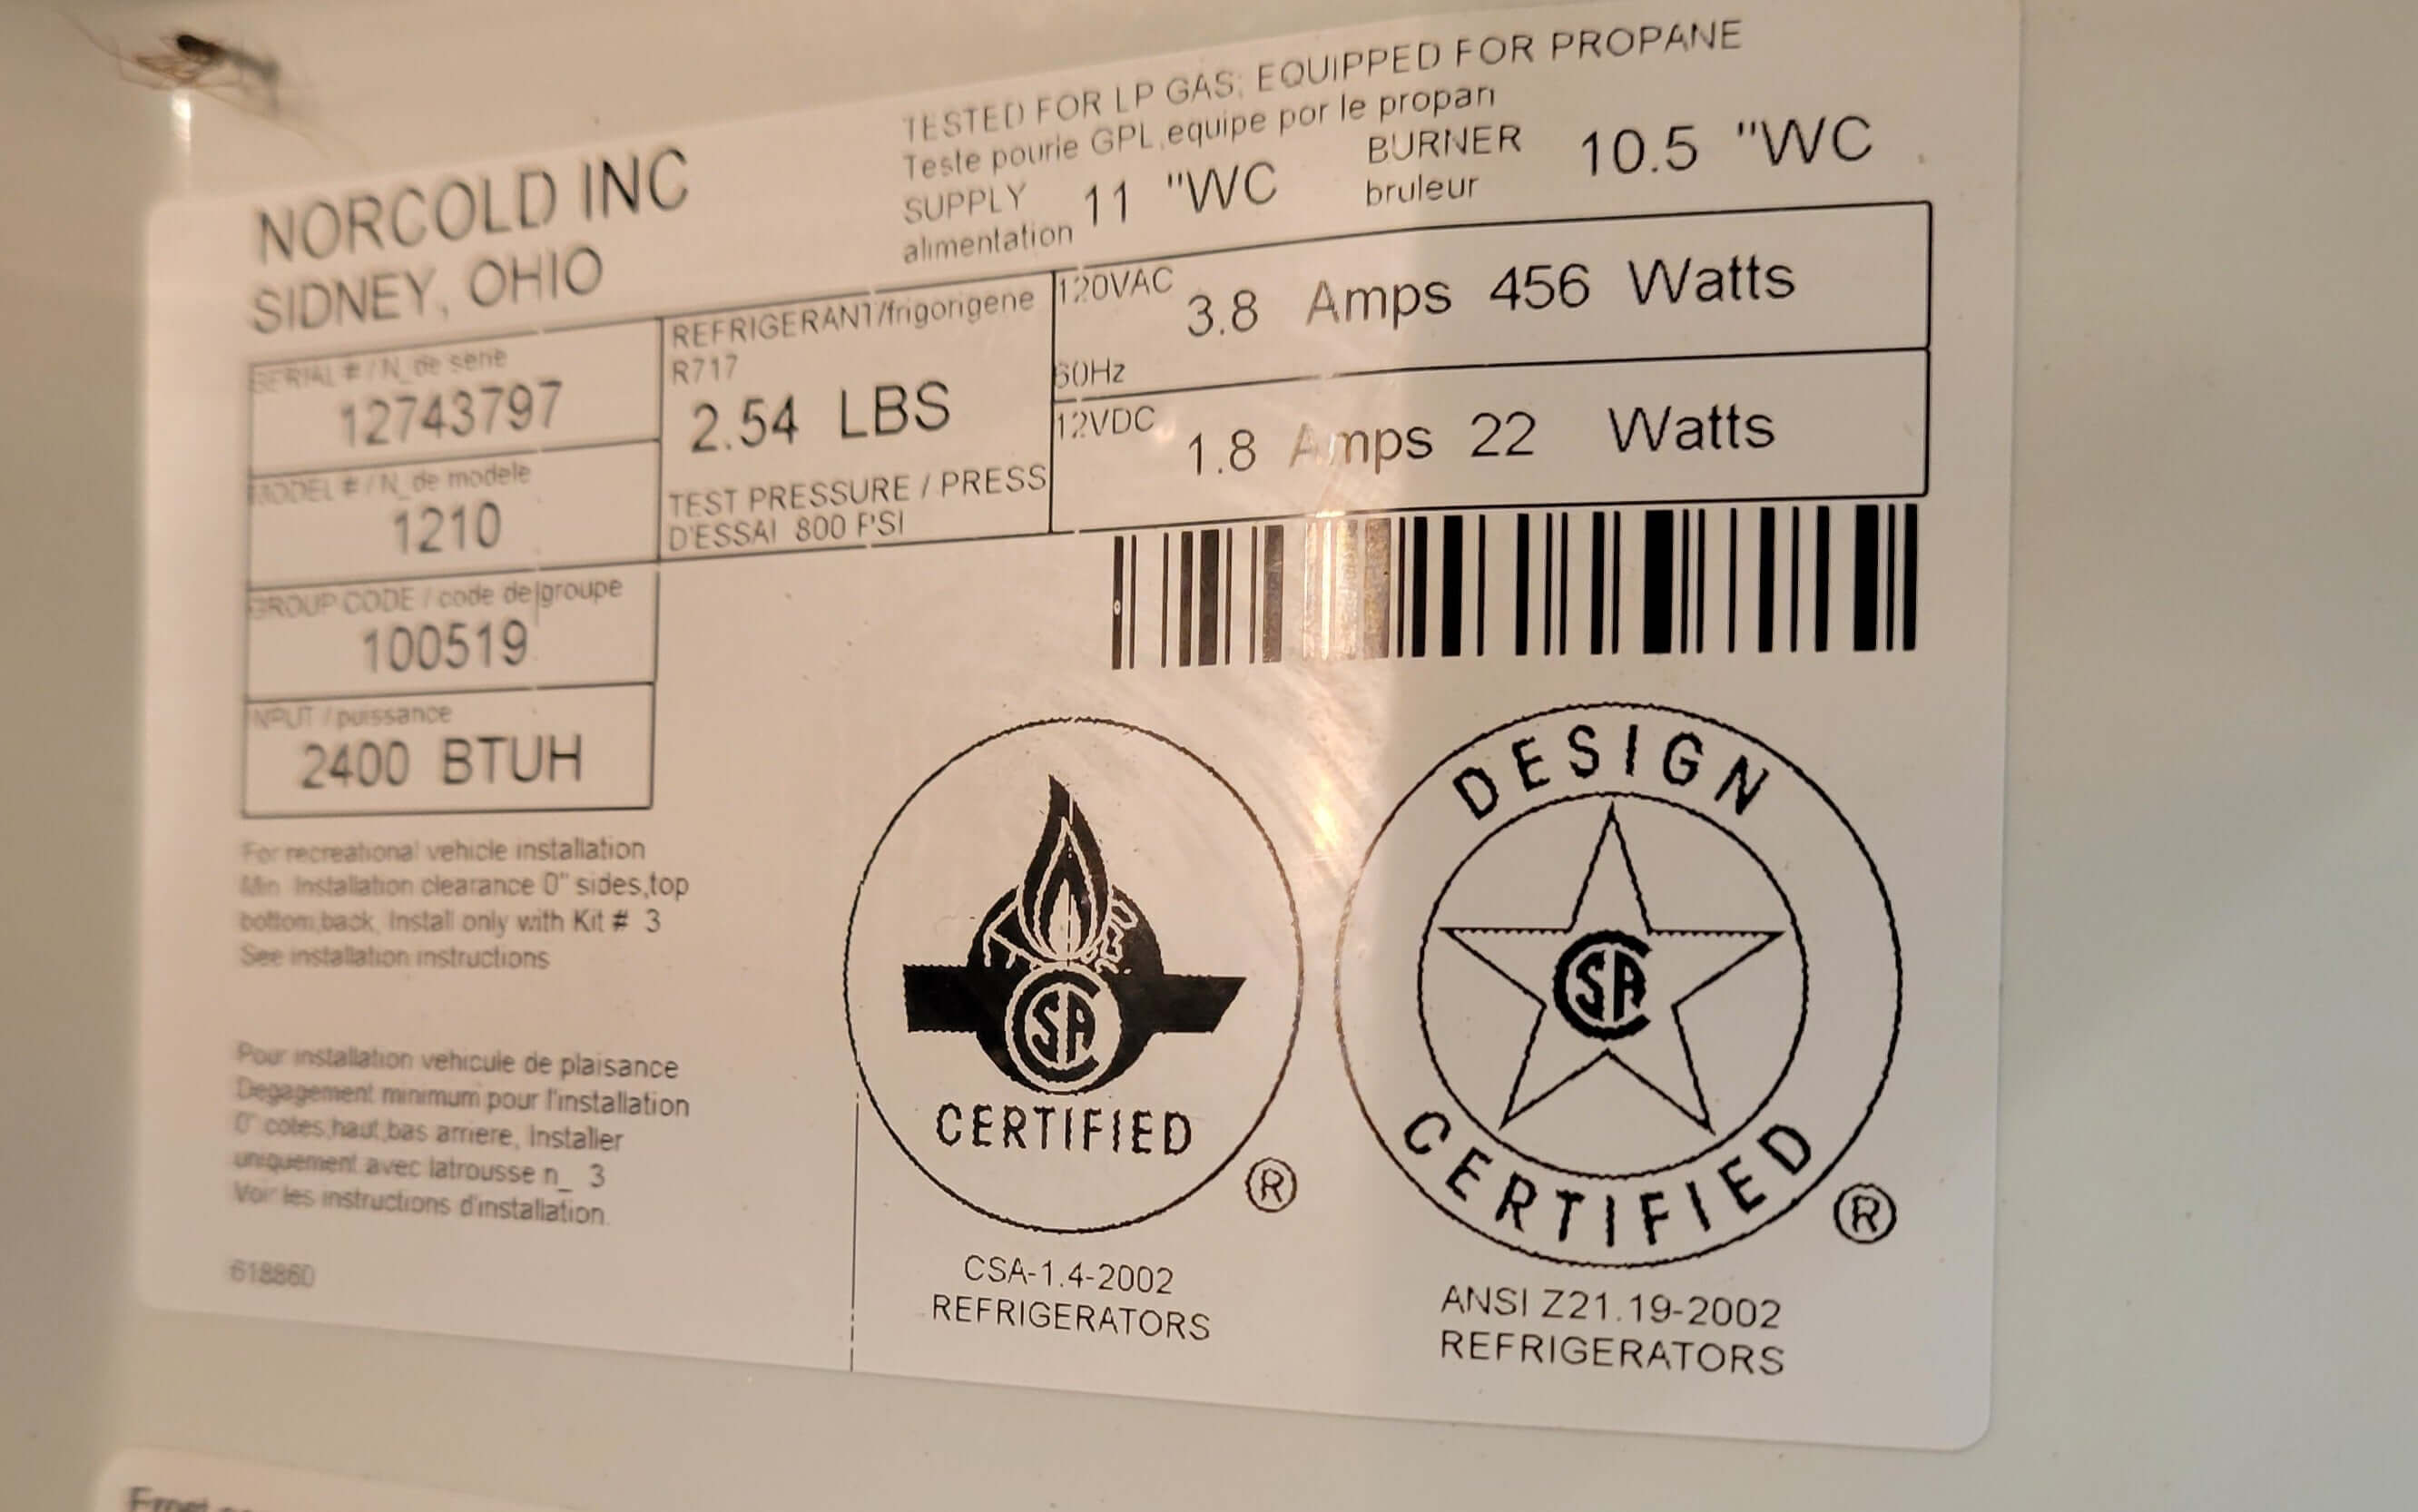 TESTED FOR LP GAS; EQUIPPED FOR PROPANE
Teste pourie GPL,equipe por le propan
SUPPLY 11 "WC BURNER 10.5 "WC
alimentation bruleur
NORCOLD INC
SIDNEY, OHIO
SERIAL # / N_de serie
12743797
MODEL # / N_de modele
1210
GROUP CODE / code de groupe
100519
INPUT / puissance
2400 BTUH
REFRIGERANT/frigorigene
R717
2.54 LBS
TEST PRESSURE / PRESS
D'ESSAI 800 PSI
120VAC
3.8 Amps 456 Watts
60Hz
12VDC
1.8 Amps 22 Watts
For recreational vehicle installation
Min. Installation clearance 0" sides,top
bottom,back, Install only with Kit # 3
See installation instructions
Pour installation vehicule de plaisance
Degagement minimum pour l'installation
0" cotes,haut,bas arriere, Installer
uniquement avec latrousse n_ 3
Voir les instructions d'installation.
CSA
CERTIFIED
®
CSA-1.4-2002
REFRIGERATORS
DESIGN
CSA
CERTIFIED
®
ANSI Z21.19-2002
REFRIGERATORS